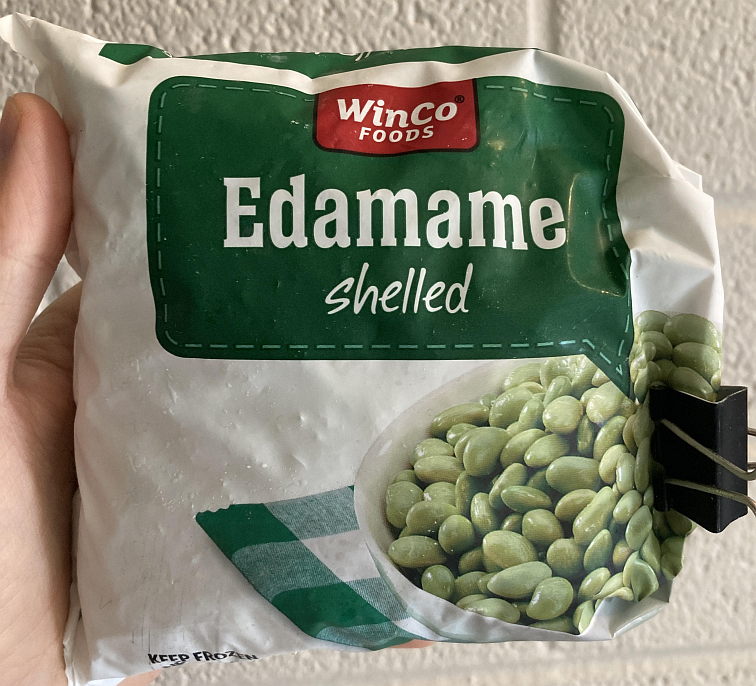 WinCo®
FOODS
Edamame
shelled
KEEP FROZEN